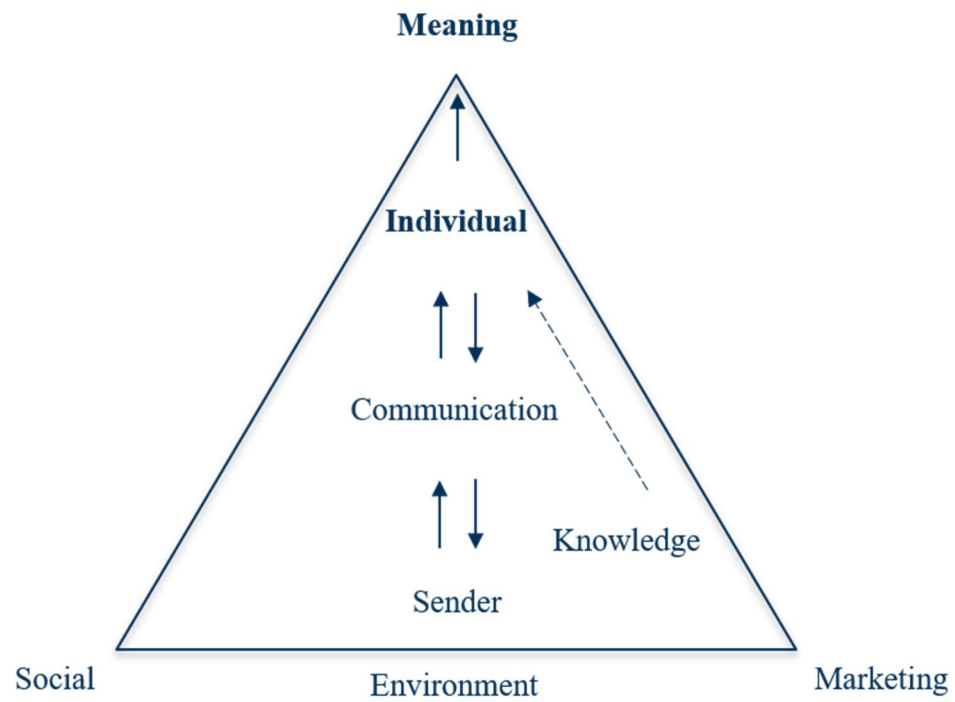 Meaning
Individual
Communication
Knowledge
Sender
Social
Environment
Marketing